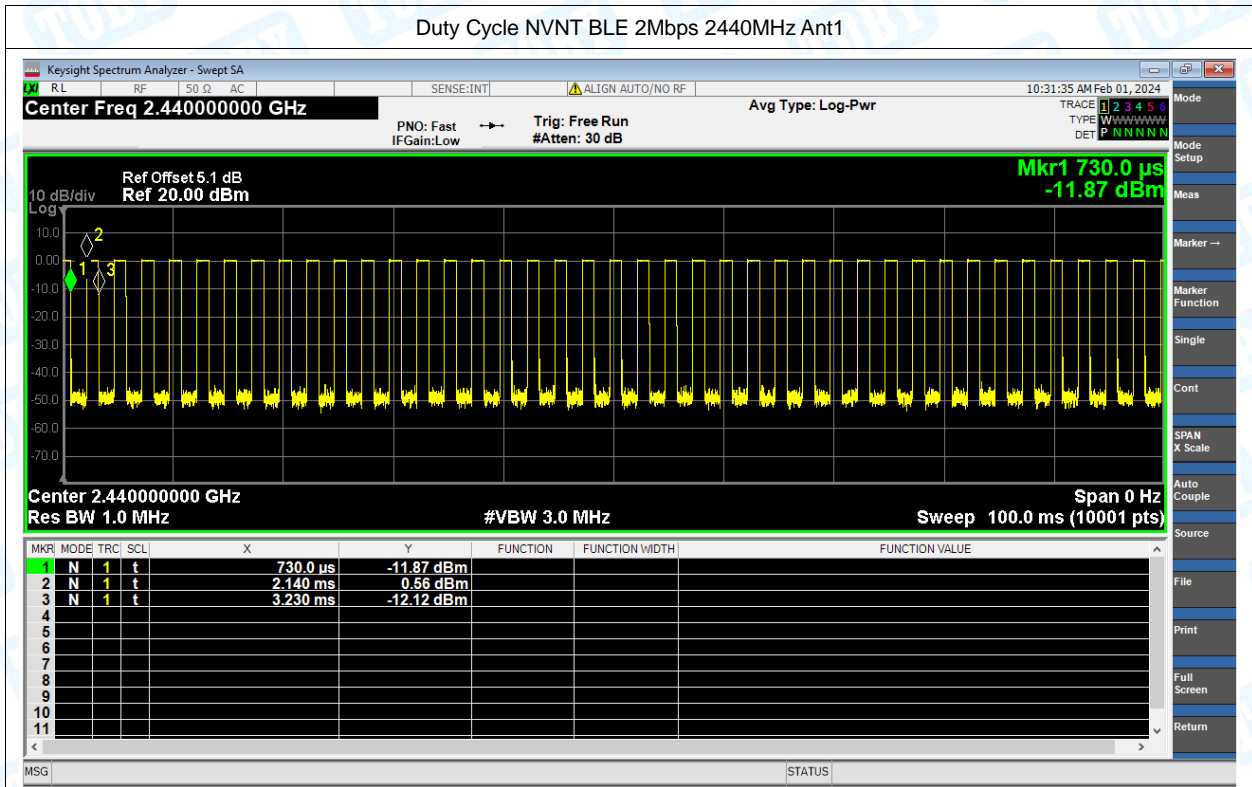 Duty Cycle NVNT BLE 2Mbps 2440MHz Ant1
Keysight Spectrum Analyzer - Swept SA
LXI RL RF 50 Ω AC SENSE:INT ALIGN AUTO/NO RF 10:31:35 AM Feb 01, 2024
Center Freq 2.440000000 GHz Avg Type: Log-Pwr TRACE 1 2 3 4 5 6
PNO: Fast Trig: Free Run TYPE WWWWWW
IFGain:Low #Atten: 30 dB DET P N N N N N
Mkr1 730.0 µs
-11.87 dBm
Ref Offset 5.1 dB
10 dB/div Ref 20.00 dBm
Log
10.0
0.00
-10.0
-20.0
-30.0
-40.0
-50.0
-60.0
-70.0
2
1
3
Center 2.440000000 GHz Span 0 Hz
Res BW 1.0 MHz #VBW 3.0 MHz Sweep 100.0 ms (10001 pts)
MKR MODE TRC SCL X Y FUNCTION FUNCTION WIDTH FUNCTION VALUE
1 N 1 t 730.0 µs -11.87 dBm
2 N 1 t 2.140 ms 0.56 dBm
3 N 1 t 3.230 ms -12.12 dBm
4
5
6
7
8
9
10
11
MSG STATUS
Mode
Mode
Setup
Meas
Marker →
Marker
Function
Single
Cont
SPAN
X Scale
Auto
Couple
Source
File
Print
Full
Screen
Return
TOBY